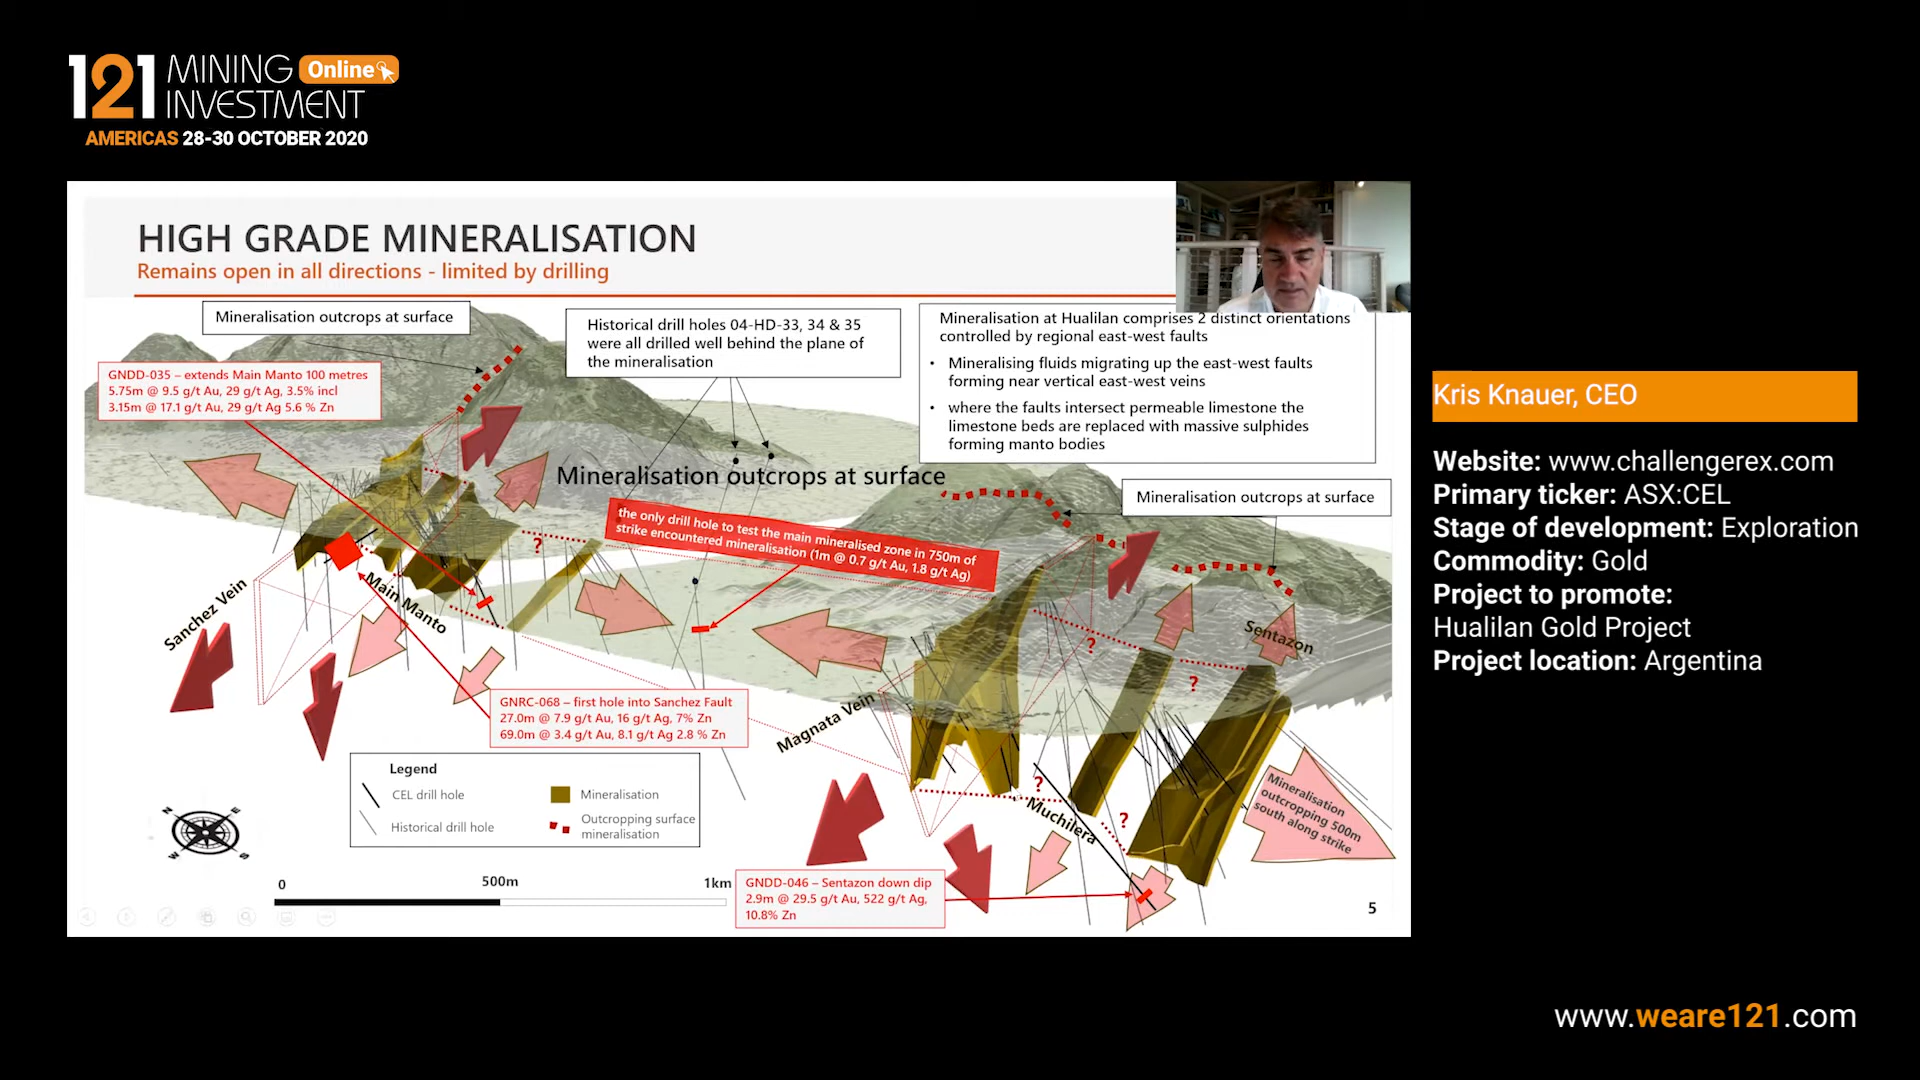 121 MINING Online
INVESTMENT
AMERICAS 28-30 OCTOBER 2020
HIGH GRADE MINERALISATION
Remains open in all directions - limited by drilling
Mineralisation outcrops at surface
Historical drill holes 04-HD-33, 34 & 35
were all drilled well behind the plane of
the mineralisation
Mineralisation at Hualilan comprises 2 distinct orientations
controlled by regional east-west faults
• Mineralising fluids migrating up the east-west faults
forming near vertical east-west veins
• where the faults intersect permeable limestone the
limestone beds are replaced with massive sulphides
forming manto bodies
GNDD-035 – extends Main Manto 100 metres
5.75m @ 9.5 g/t Au, 29 g/t Ag, 3.5% incl
3.15m @ 17.1 g/t Au, 29 g/t Ag 5.6 % Zn
Mineralisation outcrops at surface
Mineralisation outcrops at surface
the only drill hole to test the main mineralised zone in 750m of
strike encountered mineralisation (1m @ 0.7 g/t Au, 1.8 g/t Ag)
?
Sanchez Vein
Main Manto
Sentazon
?
?
GNRC-068 – first hole into Sanchez Fault
27.0m @ 7.9 g/t Au, 16 g/t Ag, 7% Zn
69.0m @ 3.4 g/t Au, 8.1 g/t Ag 2.8 % Zn
Magnata Vein
?
Muchilera
?
Mineralisation
outcropping 500m
south along strike
Legend
CEL drill hole
Mineralisation
Historical drill hole
Outcropping surface
mineralisation
N E
W S
0 500m 1km
GNDD-046 – Sentazon down dip
2.9m @ 29.5 g/t Au, 522 g/t Ag,
10.8% Zn
5
Kris Knauer, CEO
Website: www.challengerex.com
Primary ticker: ASX:CEL
Stage of development: Exploration
Commodity: Gold
Project to promote:
Hualilan Gold Project
Project location: Argentina
www.weare121.com